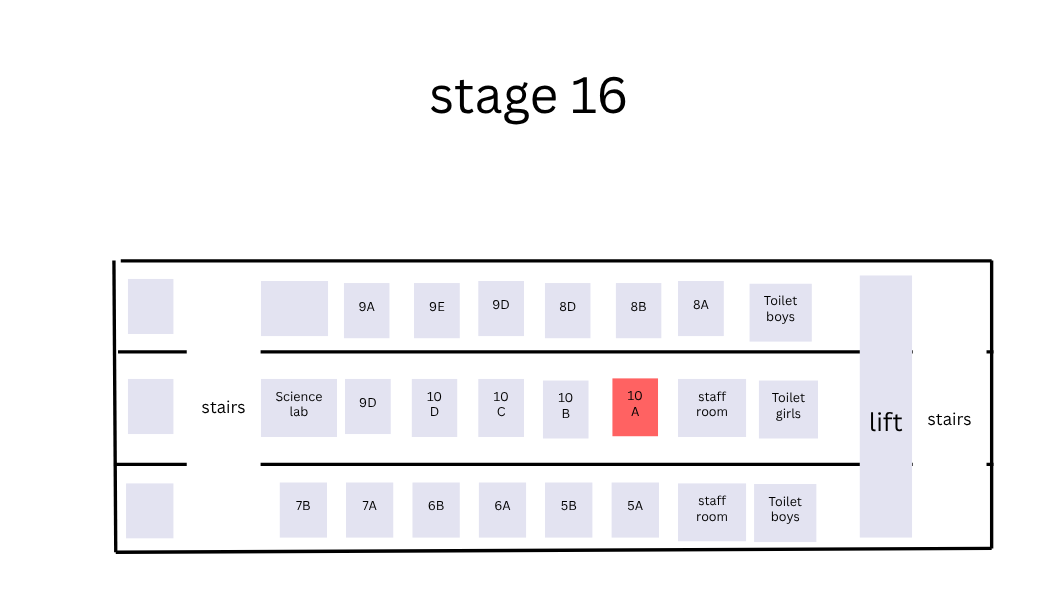 stage 16
9A
9E
9D
8D
8B
8A
Toilet
boys
stairs
Science
lab
9D
10
D
10
C
10
B
10
A
staff
room
Toilet
girls
lift
stairs
7B
7A
6B
6A
5B
5A
staff
room
Toilet
boys